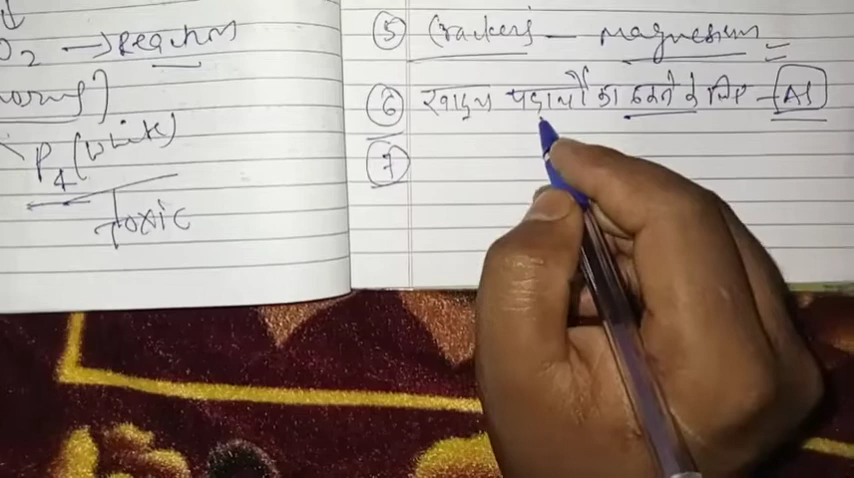 O2 → Reaction
P4 (White)
Toxic
⑤ Crackers — magnesium
⑥ खाद्य पदार्थों को ढकने के लिए — Al
⑦